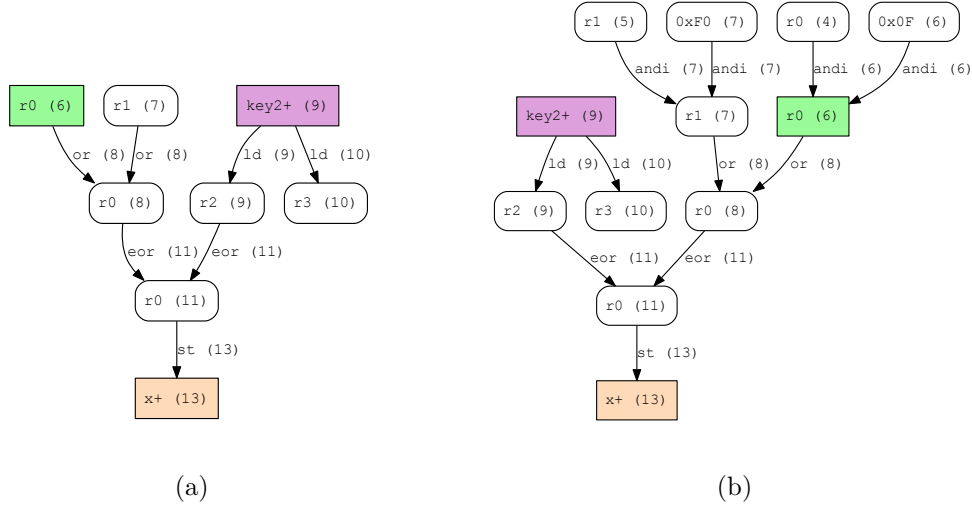 r0 (6) r1 (7) key2+ (9)
or (8) or (8) ld (9) ld (10)
r0 (8) r2 (9) r3 (10)
eor (11) eor (11)
r0 (11)
st (13)
x+ (13)
(a)
r1 (5) 0xF0 (7) r0 (4) 0x0F (6)
andi (7) andi (7) andi (6) andi (6)
key2+ (9) r1 (7) r0 (6)
ld (9) ld (10) or (8) or (8)
r2 (9) r3 (10) r0 (8)
eor (11) eor (11)
r0 (11)
st (13)
x+ (13)
(b)